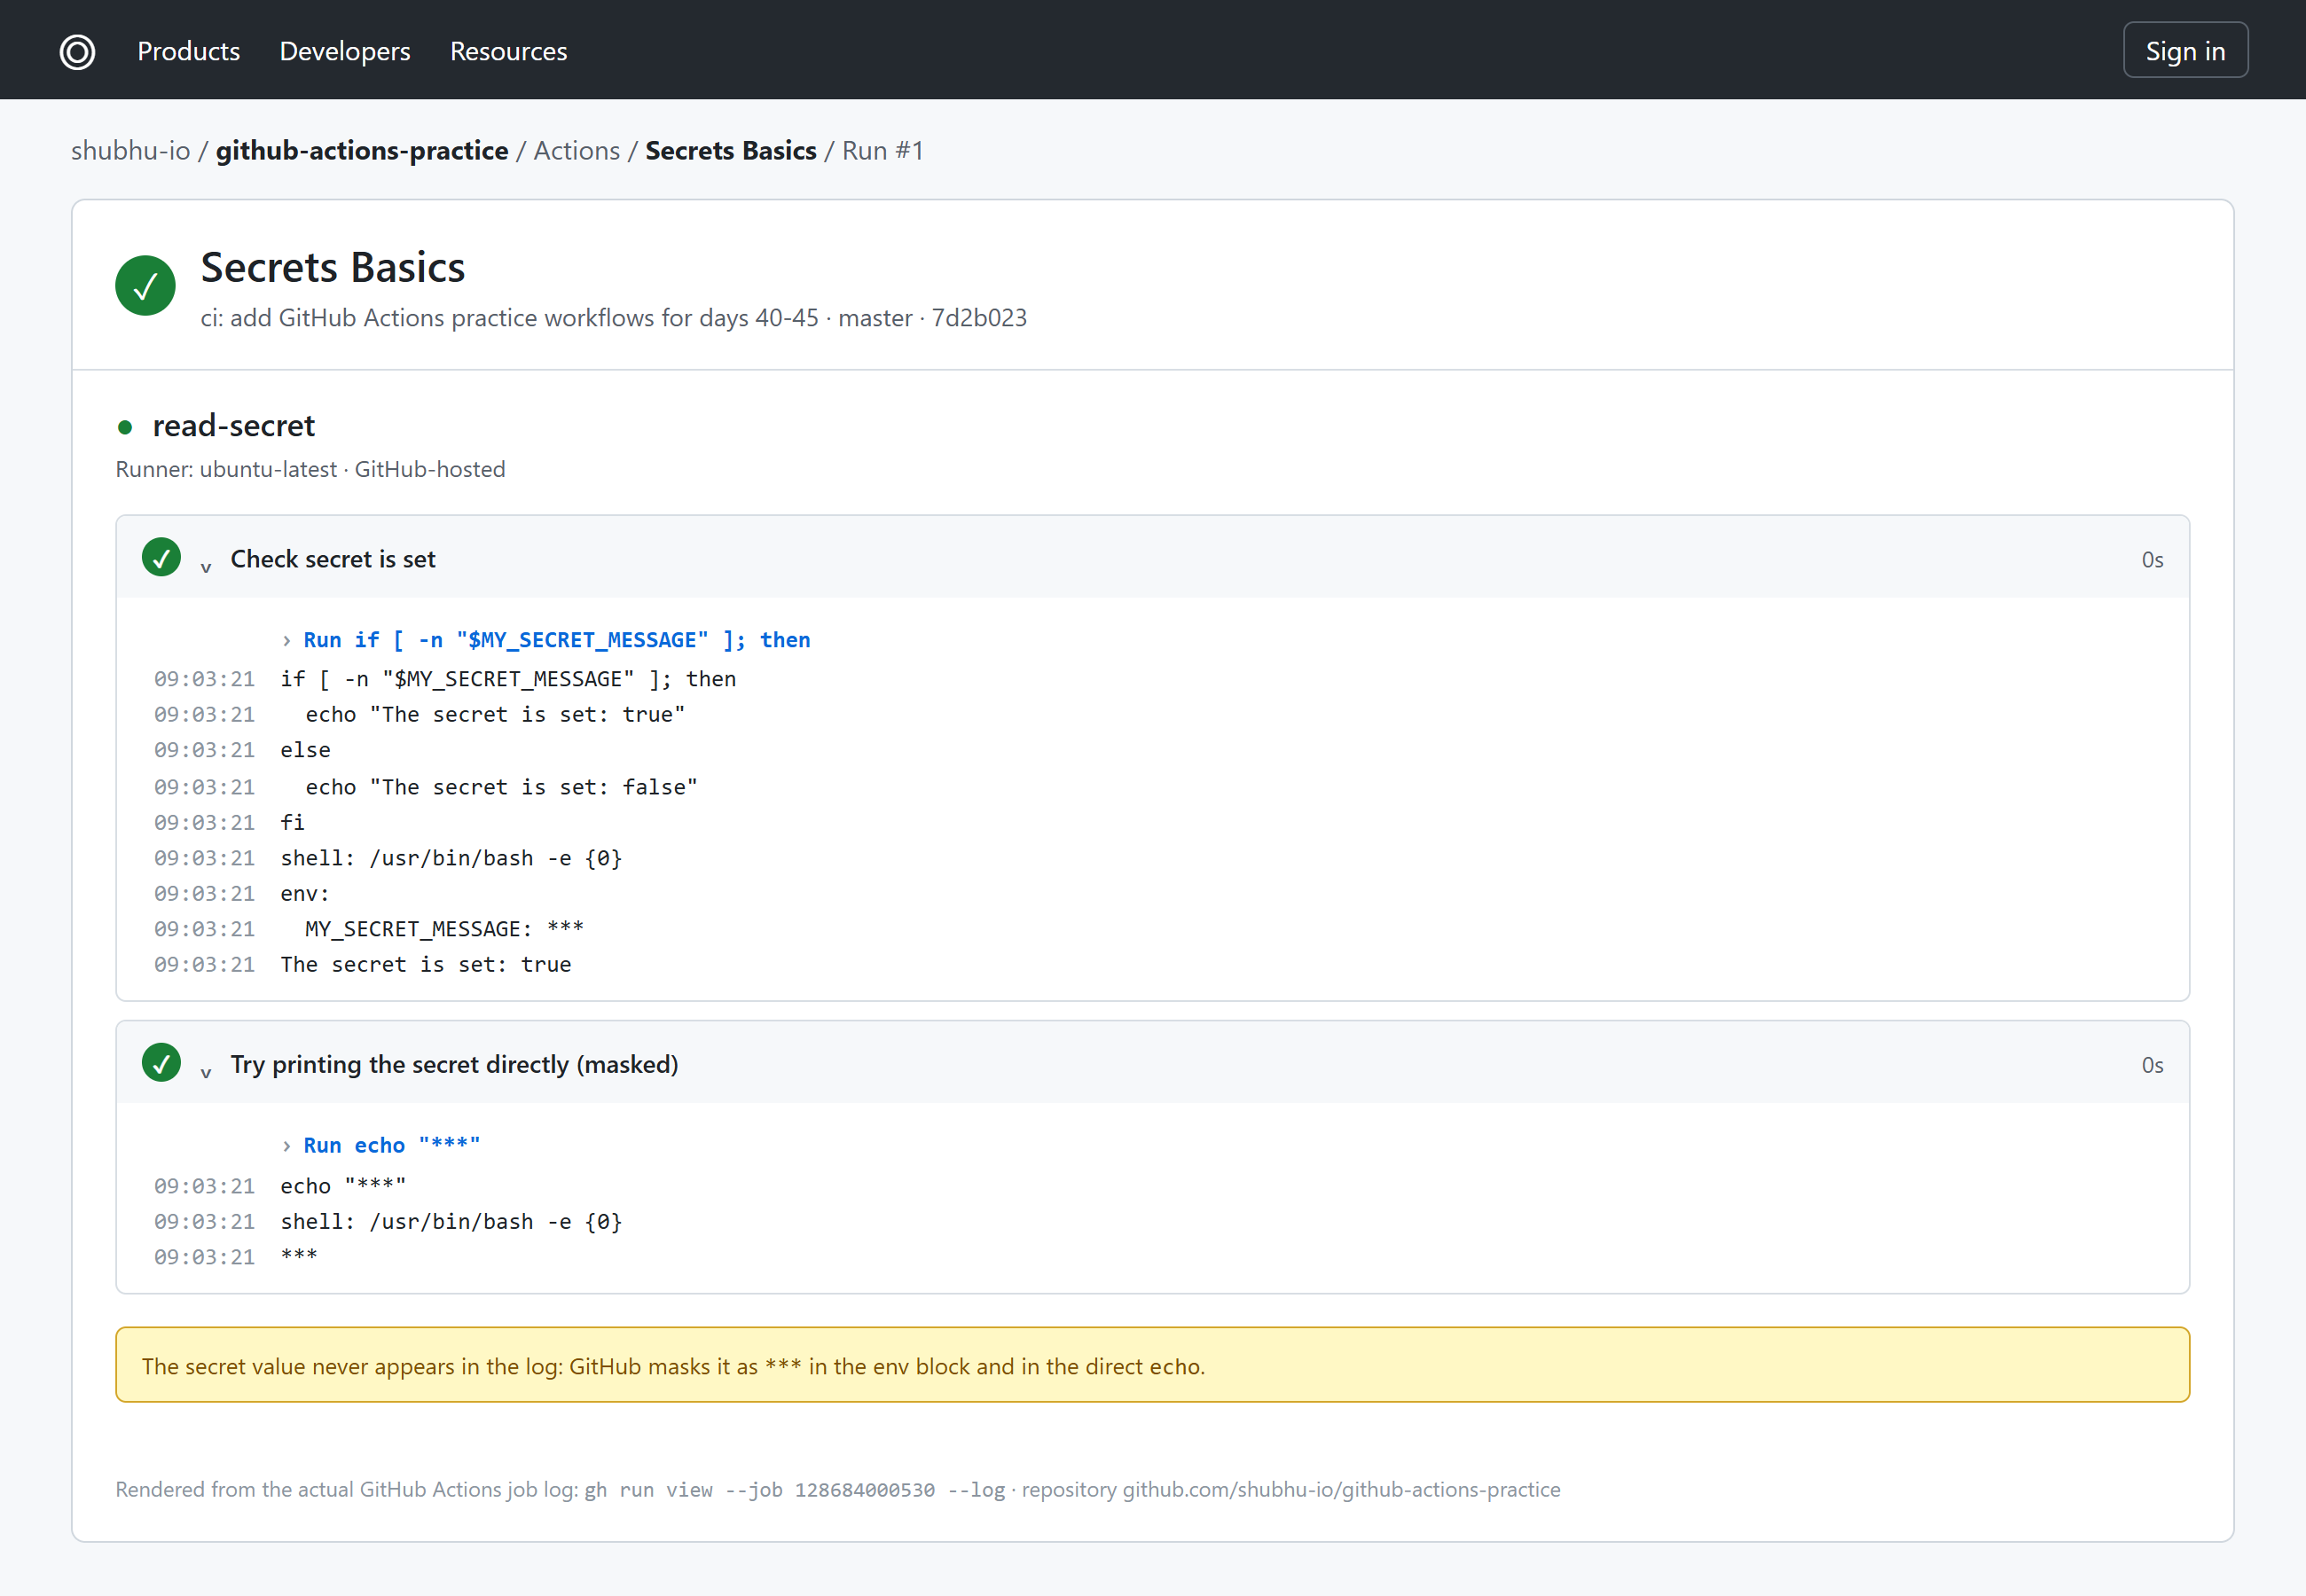 Products Developers Resources Sign in
shubhu-io / github-actions-practice / Actions / Secrets Basics / Run #1
Secrets Basics
ci: add GitHub Actions practice workflows for days 40-45 · master · 7d2b023
read-secret
Runner: ubuntu-latest · GitHub-hosted
✓ v Check secret is set 0s
› Run if [ -n "$MY_SECRET_MESSAGE" ]; then
09:03:21 if [ -n "$MY_SECRET_MESSAGE" ]; then
09:03:21   echo "The secret is set: true"
09:03:21 else
09:03:21   echo "The secret is set: false"
09:03:21 fi
09:03:21 shell: /usr/bin/bash -e {0}
09:03:21 env:
09:03:21   MY_SECRET_MESSAGE: ***
09:03:21 The secret is set: true
✓ v Try printing the secret directly (masked) 0s
› Run echo "***"
09:03:21 echo "***"
09:03:21 shell: /usr/bin/bash -e {0}
09:03:21 ***
The secret value never appears in the log: GitHub masks it as *** in the env block and in the direct echo.
Rendered from the actual GitHub Actions job log: gh run view --job 128684000530 --log · repository github.com/shubhu-io/github-actions-practice